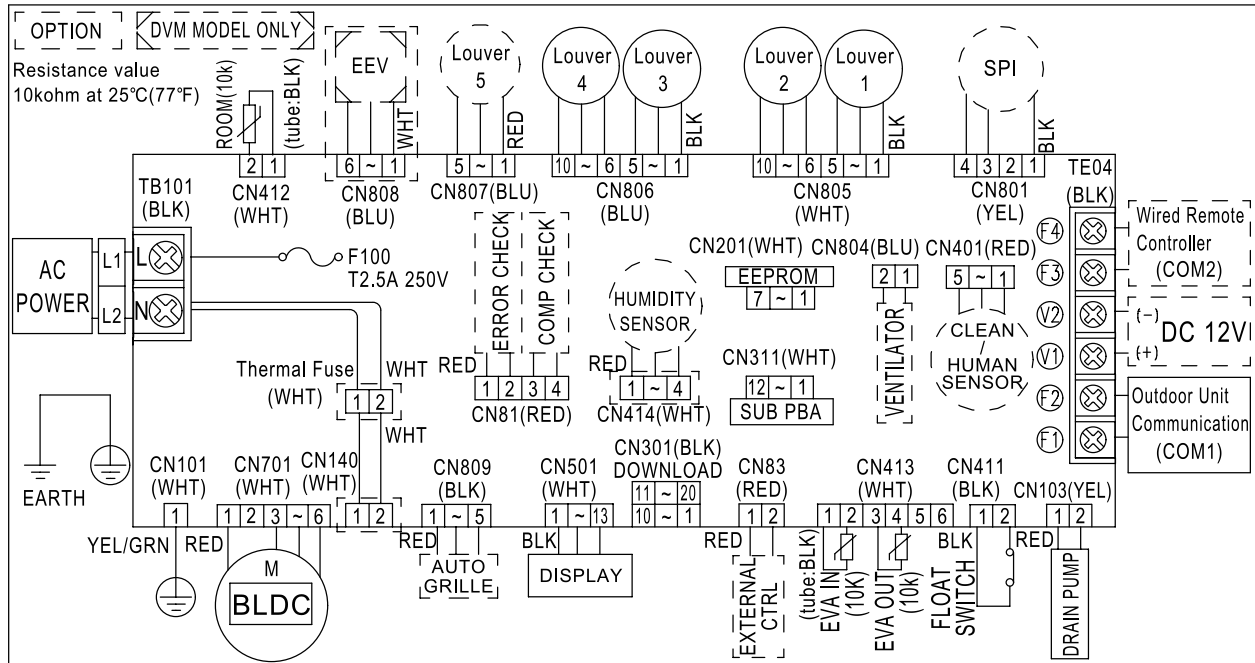 OPTION
DVM MODEL ONLY
Resistance value
10kohm at 25℃(77℉)
ROOM(10k)
(tube:BLK)
EEV
WHT
Louver
5
RED
Louver
4
Louver
3
BLK
Louver
2
Louver
1
BLK
SPI
BLK
2 1
6 ~ 1
5 ~ 1
10 ~ 6 5 ~ 1
10 ~ 6 5 ~ 1
4 3 2 1
TB101
(BLK)
CN412
(WHT)
CN808
(BLU)
CN807(BLU)
CN806
(BLU)
CN805
(WHT)
CN801
(YEL)
TE04
(BLK)
AC
POWER
L1
L2
L
N
F100
T2.5A 250V
ERROR CHECK
COMP CHECK
RED
1 2 3 4
CN81(RED)
HUMIDITY
SENSOR
RED
1 ~ 4
CN414(WHT)
CN201(WHT)
EEPROM
7 ~ 1
CN311(WHT)
12 ~ 1
SUB PBA
CN804(BLU)
2 1
VENTILATOR
CN401(RED)
5 ~ 1
CLEAN
/
HUMAN
SENSOR
F4
F3
V2
V1
F2
F1
Wired Remote
Controller
(COM2)
(-)
DC 12V
(+)
Outdoor Unit
Communication
(COM1)
Thermal Fuse
(WHT)
WHT
1 2
WHT
EARTH
CN101
(WHT)
CN701
(WHT)
CN140
(WHT)
CN809
(BLK)
CN501
(WHT)
CN301(BLK)
DOWNLOAD
11 ~ 20
10 ~ 1
CN83
(RED)
CN413
(WHT)
CN411
(BLK)
CN103(YEL)
1
1 2 3 ~ 6
1 2
1 ~ 5
1 ~ 13
1 2
1 2 3 4 5 6
1 2
1 2
YEL/GRN
RED
M
BLDC
RED
AUTO
GRILLE
BLK
DISPLAY
RED
EXTERNAL
CTRL
(tube:BLK)
EVA IN
(10K)
EVA OUT
(10K)
FLOAT
SWITCH
BLK
RED
DRAIN PUMP